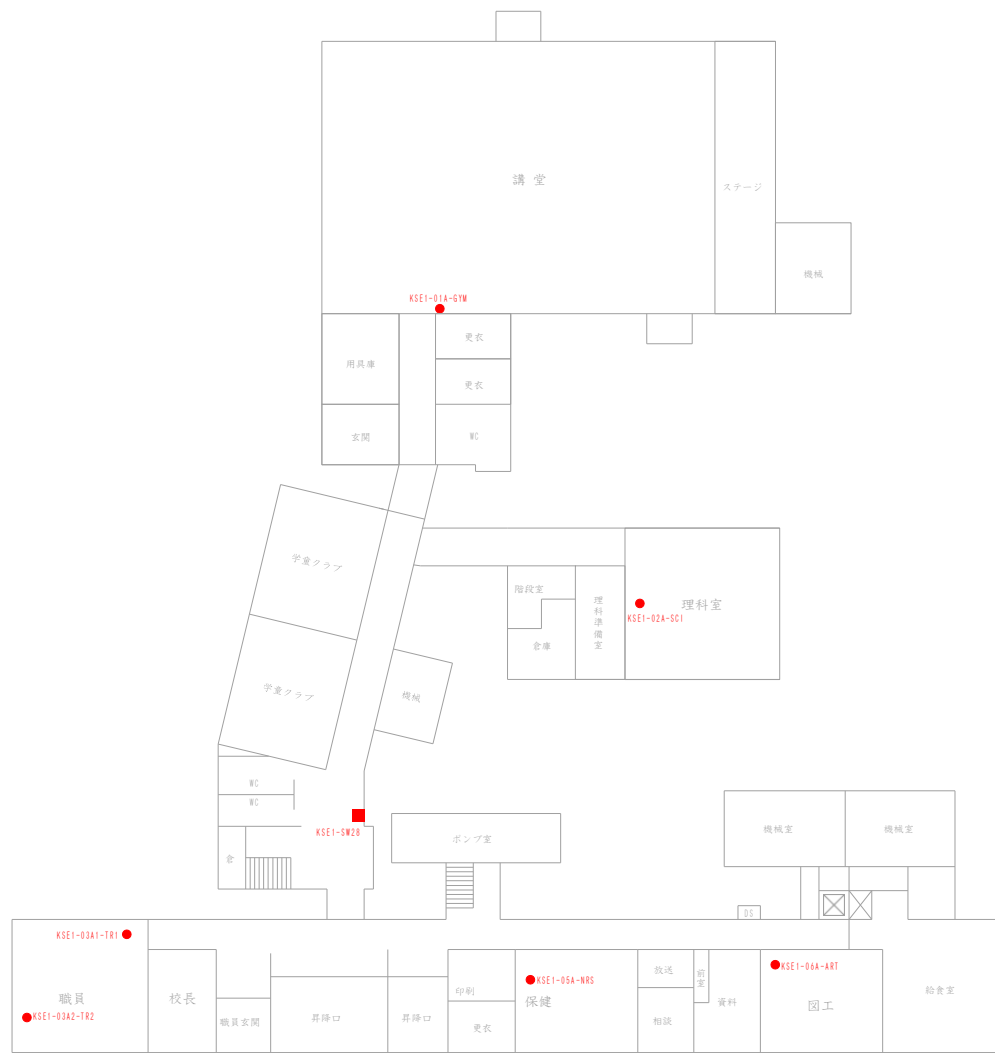 講堂
ステージ
機械
KSE1-01A-GYM
用具庫
更衣
更衣
玄関
WC
学童クラブ
階段室
理科準備室
理科室
KSE1-02A-SCI
倉庫
学童クラブ
機械
WC
WC
KSE1-SW28
倉
ポンプ室
機械室
機械室
DS
KSE1-03A1-TR1
職員
KSE1-03A2-TR2
校長
職員玄関
昇降口
昇降口
印刷
更衣
KSE1-05A-NRS
保健
放送
相談
前室
資料
KSE1-06A-ART
図工
給食室